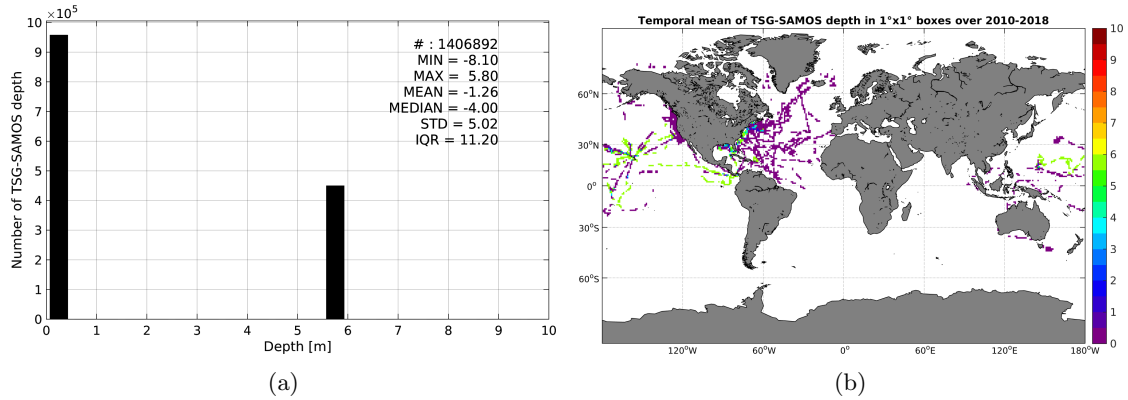 ×10⁵
10
9
8
7
6
5
4
3
2
1
0
Number of TSG-SAMOS depth
# : 1406892
MIN = -8.10
MAX = 5.80
MEAN = -1.26
MEDIAN = -4.00
STD = 5.02
IQR = 11.20
0 1 2 3 4 5 6 7 8 9 10
Depth [m]
(a)
Temporal mean of TSG-SAMOS depth in 1°x1° boxes over 2010-2018
60°N
30°N
0°
30°S
60°S
120°W 60°W 0° 60°E 120°E 180°W
10
9
8
7
6
5
4
3
2
1
0
(b)